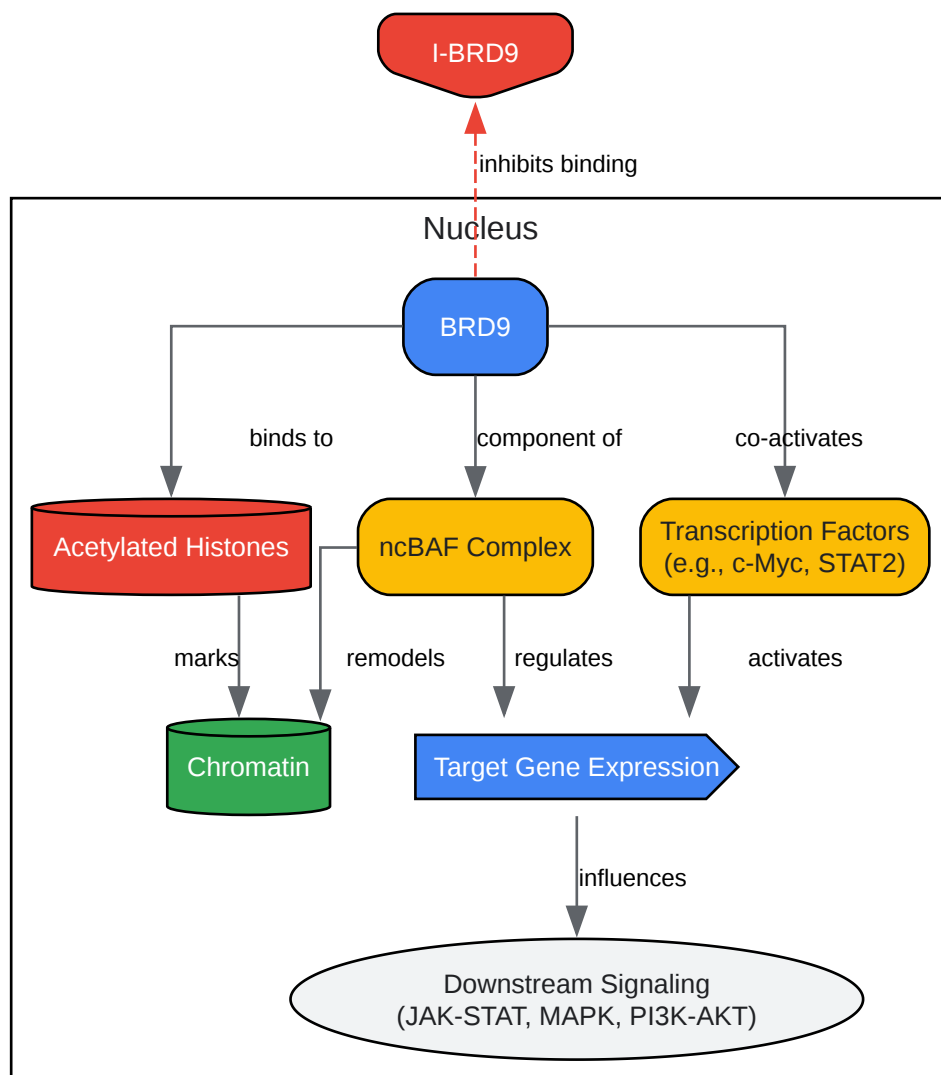 I-BRD9
inhibits binding
Nucleus
BRD9
binds to
component of
co-activates
Acetylated Histones
ncBAF Complex
Transcription Factors
(e.g., c-Myc, STAT2)
marks
remodels
regulates
activates
Chromatin
Target Gene Expression
influences
Downstream Signaling
(JAK-STAT, MAPK, PI3K-AKT)